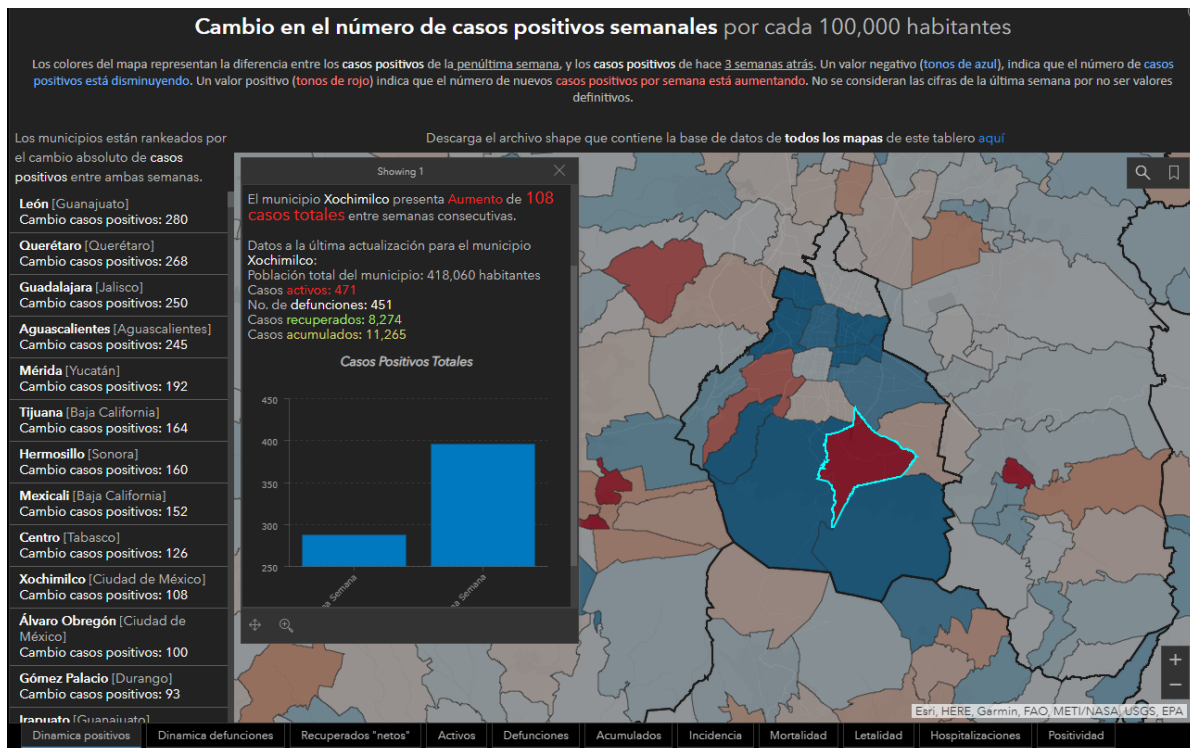 Cambio en el número de casos positivos semanales por cada 100,000 habitantes
Los colores del mapa representan la diferencia entre los casos positivos de la penúltima semana, y los casos positivos de hace 3 semanas atrás. Un valor negativo (tonos de azul), indica que el número de casos
positivos está disminuyendo. Un valor positivo (tonos de rojo) indica que el número de nuevos casos positivos por semana está aumentando. No se consideran las cifras de la última semana por no ser valores
definitivos.
Los municipios están rankeados por
el cambio absoluto de casos
positivos entre ambas semanas.
Descarga el archivo shape que contiene la base de datos de todos los mapas de este tablero aquí
León [Guanajuato]
Cambio casos positivos: 280
Querétaro [Querétaro]
Cambio casos positivos: 268
Guadalajara [Jalisco]
Cambio casos positivos: 250
Aguascalientes [Aguascalientes]
Cambio casos positivos: 245
Mérida [Yucatán]
Cambio casos positivos: 192
Tijuana [Baja California]
Cambio casos positivos: 164
Hermosillo [Sonora]
Cambio casos positivos: 160
Mexicali [Baja California]
Cambio casos positivos: 152
Centro [Tabasco]
Cambio casos positivos: 126
Xochimilco [Ciudad de México]
Cambio casos positivos: 108
Álvaro Obregón [Ciudad de
México]
Cambio casos positivos: 100
Gómez Palacio [Durango]
Cambio casos positivos: 93
Irapuato [Guanajuato]
Showing 1
El municipio Xochimilco presenta Aumento de 108
casos totales entre semanas consecutivas.
Datos a la última actualización para el municipio
Xochimilco:
Población total del municipio: 418,060 habitantes
Casos activos: 471
No. de defunciones: 451
Casos recuperados: 8,274
Casos acumulados: 11,265
Casos Positivos Totales
450
400
350
300
250
Semana
Semana
Esri, HERE, Garmin, FAO, METI/NASA, USGS, EPA
Dinamica positivos
Dinamica defunciones
Recuperados "netos"
Activos
Defunciones
Acumulados
Incidencia
Mortalidad
Letalidad
Hospitalizaciones
Positividad